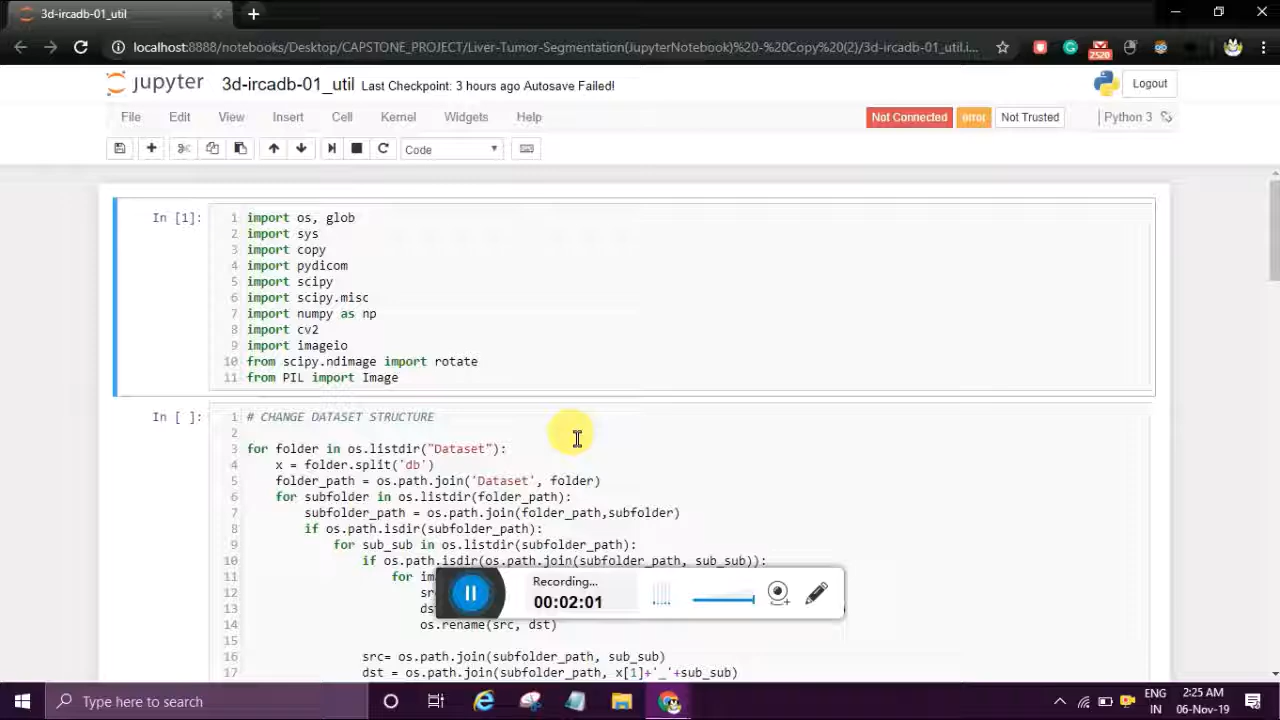 3d-ircadb-01_util
localhost:8888/notebooks/Desktop/CAPSTONE_PROJECT/Liver-Tumor-Segmentation(JupyterNotebook)%20-%20Copy%20(2)/3d-ircadb-01_util.i...
2520
jupyter 3d-ircadb-01_util Last Checkpoint: 3 hours ago Autosave Failed! Logout
File Edit View Insert Cell Kernel Widgets Help Not Connected error Not Trusted Python 3
Code
In [1]:
1 import os, glob
2 import sys
3 import copy
4 import pydicom
5 import scipy
6 import scipy.misc
7 import numpy as np
8 import cv2
9 import imageio
10 from scipy.ndimage import rotate
11 from PIL import Image
In [ ]:
1 # CHANGE DATASET STRUCTURE
2
3 for folder in os.listdir("Dataset"):
4 x = folder.split('db')
5 folder_path = os.path.join('Dataset', folder)
6 for subfolder in os.listdir(folder_path):
7 subfolder_path = os.path.join(folder_path,subfolder)
8 if os.path.isdir(subfolder_path):
9 for sub_sub in os.listdir(subfolder_path):
10 if os.path.isdir(os.path.join(subfolder_path, sub_sub)):
11 for
12
13
14 os.rename(src, dst)
15
16 src= os.path.join(subfolder_path, sub_sub)
17 dst = os.path.join(subfolder_path, x[1]+'_'+sub_sub)
Recording...
00:02:01
Type here to search
ENG
IN
2:25 AM
06-Nov-19